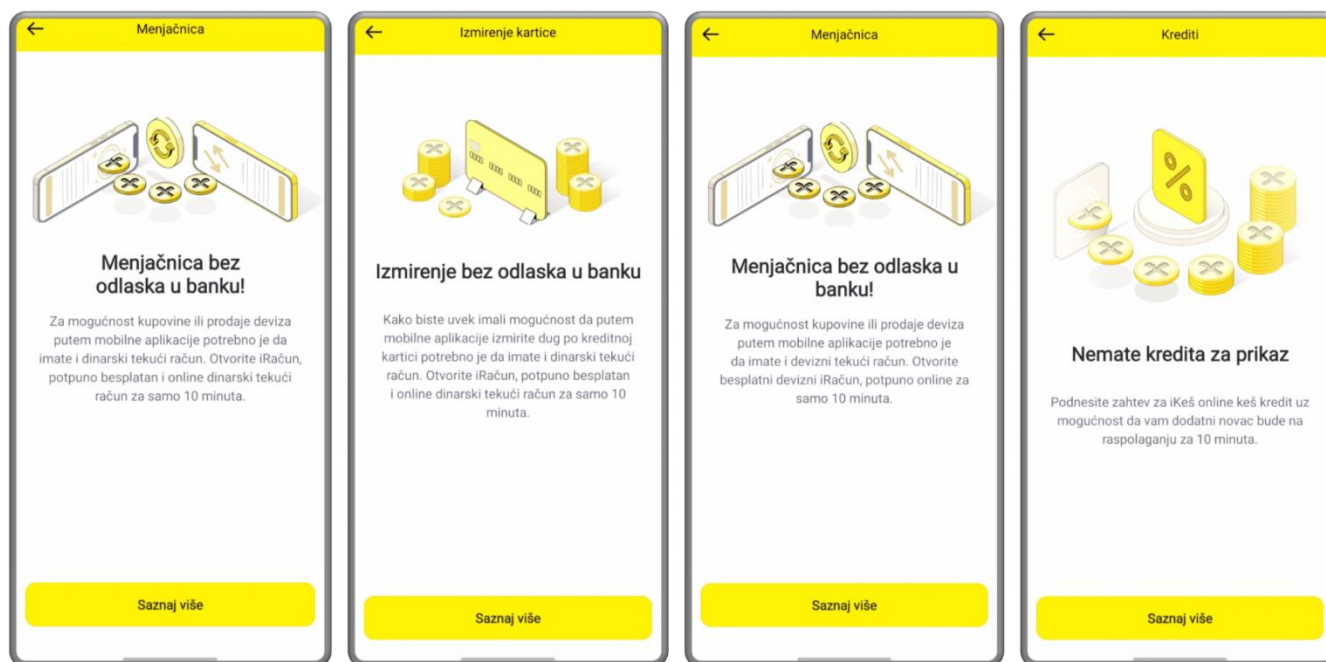 Menjačnica
Menjačnica bez
odlaska u banku!
Za mogućnost kupovine ili prodaje deviza
putem mobilne aplikacije potrebno je da
imate i dinarski tekući račun. Otvorite iRačun,
potpuno besplatan i online dinarski tekući
račun za samo 10 minuta.
Saznaj više
Izmirenje kartice
Izmirenje bez odlaska u banku
Kako biste uvek imali mogućnost da putem
mobilne aplikacije izmirite dug po kreditnoj
kartici potrebno je da imate i dinarski tekući
račun. Otvorite iRačun, potpuno besplatan
i online dinarski tekući račun za samo 10
minuta.
Saznaj više
Menjačnica
Menjačnica bez odlaska u
banku!
Za mogućnost kupovine ili prodaje deviza
putem mobilne aplikacije potrebno je
da imate i devizni tekući račun. Otvorite
besplatni devizni iRačun, potpuno online za
samo 10 minuta.
Saznaj više
Krediti
Nemate kredita za prikaz
Podnesite zahtev za iKeš online keš kredit uz
mogućnost da vam dodatni novac bude na
raspolaganju za 10 minuta.
Saznaj više